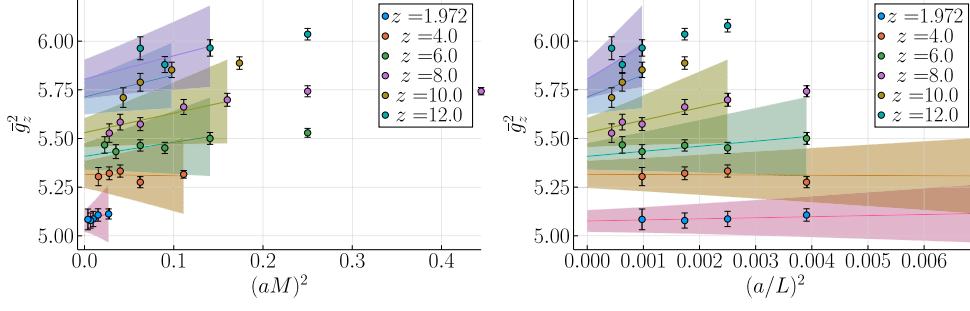 6.00
5.75
5.50
5.25
5.00
ḡ²_z
0.0
0.1
0.2
0.3
0.4
(aM)²
z =1.972
z =4.0
z =6.0
z =8.0
z =10.0
z =12.0
6.00
5.75
5.50
5.25
5.00
ḡ²_z
0.000
0.001
0.002
0.003
0.004
0.005
0.006
(a/L)²
z =1.972
z =4.0
z =6.0
z =8.0
z =10.0
z =12.0